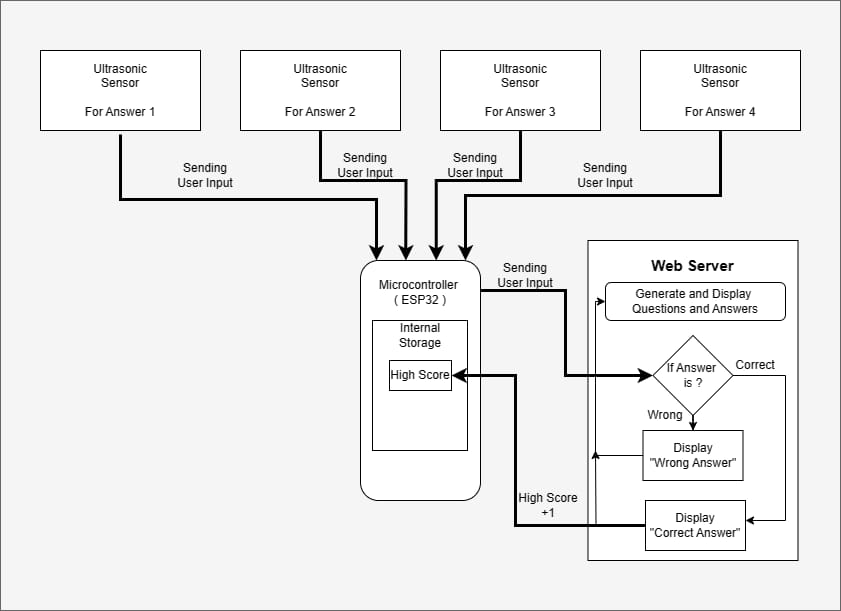 Ultrasonic
Sensor
For Answer 1
Ultrasonic
Sensor
For Answer 2
Ultrasonic
Sensor
For Answer 3
Ultrasonic
Sensor
For Answer 4
Sending
User Input
Sending
User Input
Sending
User Input
Sending
User Input
Microcontroller
( ESP32 )
Internal
Storage
High Score
Sending
User Input
Web Server
Generate and Display
Questions and Answers
If Answer
is ?
Correct
Wrong
Display
"Wrong Answer"
High Score
+1
Display
"Correct Answer"